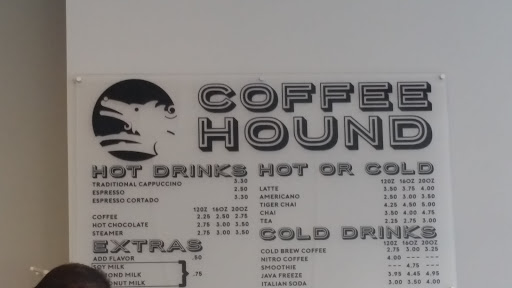 COFFEE
HOUND
HOT DRINKS
TRADITIONAL CAPPUCCINO 3.30
ESPRESSO 2.50
ESPRESSO CORTADO 3.30
12OZ 16OZ 20OZ
COFFEE 2.25 2.50 2.75
HOT CHOCOLATE 2.75 3.00 3.50
STEAMER 2.75 3.00 3.50
EXTRAS
ADD FLAVOR .50
SOY MILK
ALMOND MILK .75
COCONUT MILK
HOT OR COLD
12OZ 16OZ 20OZ
LATTE 3.50 3.75 4.00
AMERICANO 2.50 3.00 3.50
TIGER CHAI 4.25 4.50 5.00
CHAI 3.50 4.00 4.75
TEA 2.25 2.75 3.00
COLD DRINKS
12OZ 16OZ 20OZ
COLD BREW COFFEE 2.75 3.00 3.25
NITRO COFFEE 4.00 --- ---
SMOOTHIE --- 4.75 ---
JAVA FREEZE 3.95 4.45 4.95
ITALIAN SODA 3.00 3.50 4.00